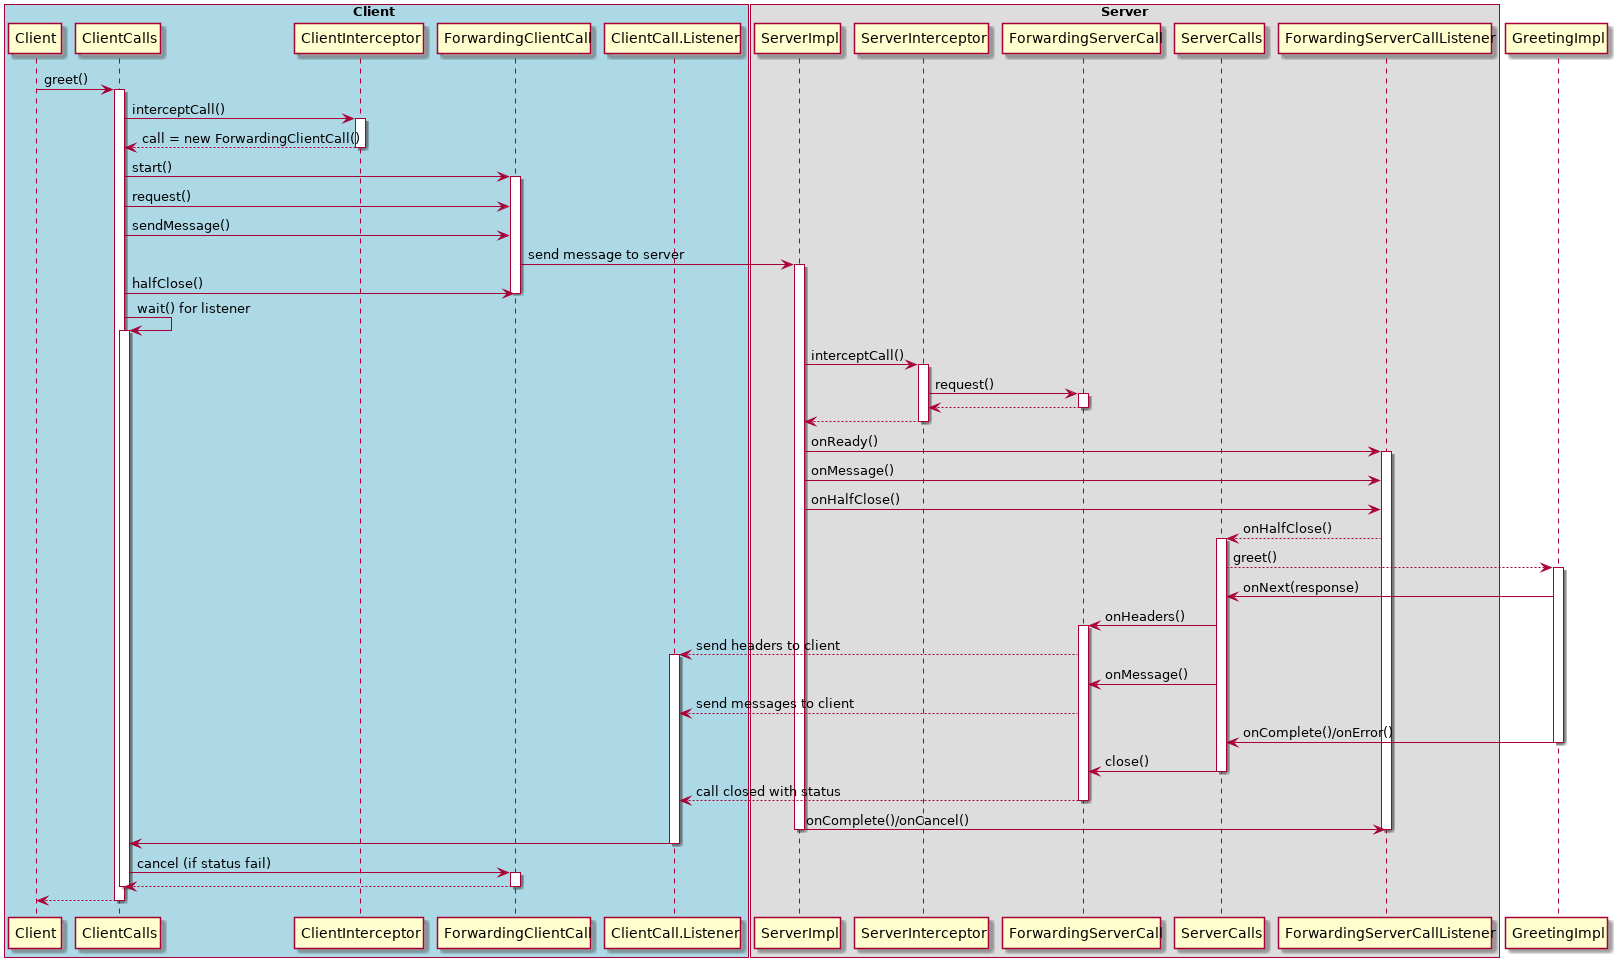 Client
Server
Client
ClientCalls
ClientInterceptor
ForwardingClientCall
ClientCall.Listener
ServerImpl
ServerInterceptor
ForwardingServerCall
ServerCalls
ForwardingServerCallListener
GreetingImpl
greet()
interceptCall()
call = new ForwardingClientCall()
start()
request()
sendMessage()
send message to server
halfClose()
wait() for listener
interceptCall()
request()
onReady()
onMessage()
onHalfClose()
onHalfClose()
greet()
onNext(response)
onHeaders()
send headers to client
onMessage()
send messages to client
onComplete()/onError()
close()
call closed with status
onComplete()/onCancel()
cancel (if status fail)
Client
ClientCalls
ClientInterceptor
ForwardingClientCall
ClientCall.Listener
ServerImpl
ServerInterceptor
ForwardingServerCall
ServerCalls
ForwardingServerCallListener
GreetingImpl